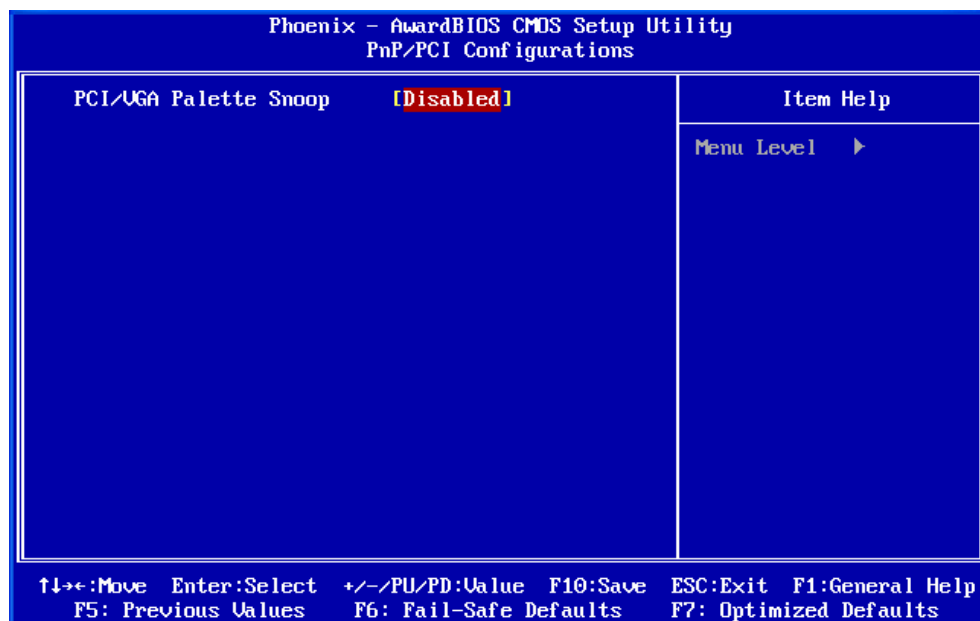 Phoenix - AwardBIOS CMOS Setup Utility
PnP/PCI Configurations
PCI/VGA Palette Snoop [Disabled]
Item Help
Menu Level ▶
↑↓→←:Move Enter:Select +/-/PU/PD:Value F10:Save ESC:Exit F1:General Help
F5: Previous Values F6: Fail-Safe Defaults F7: Optimized Defaults